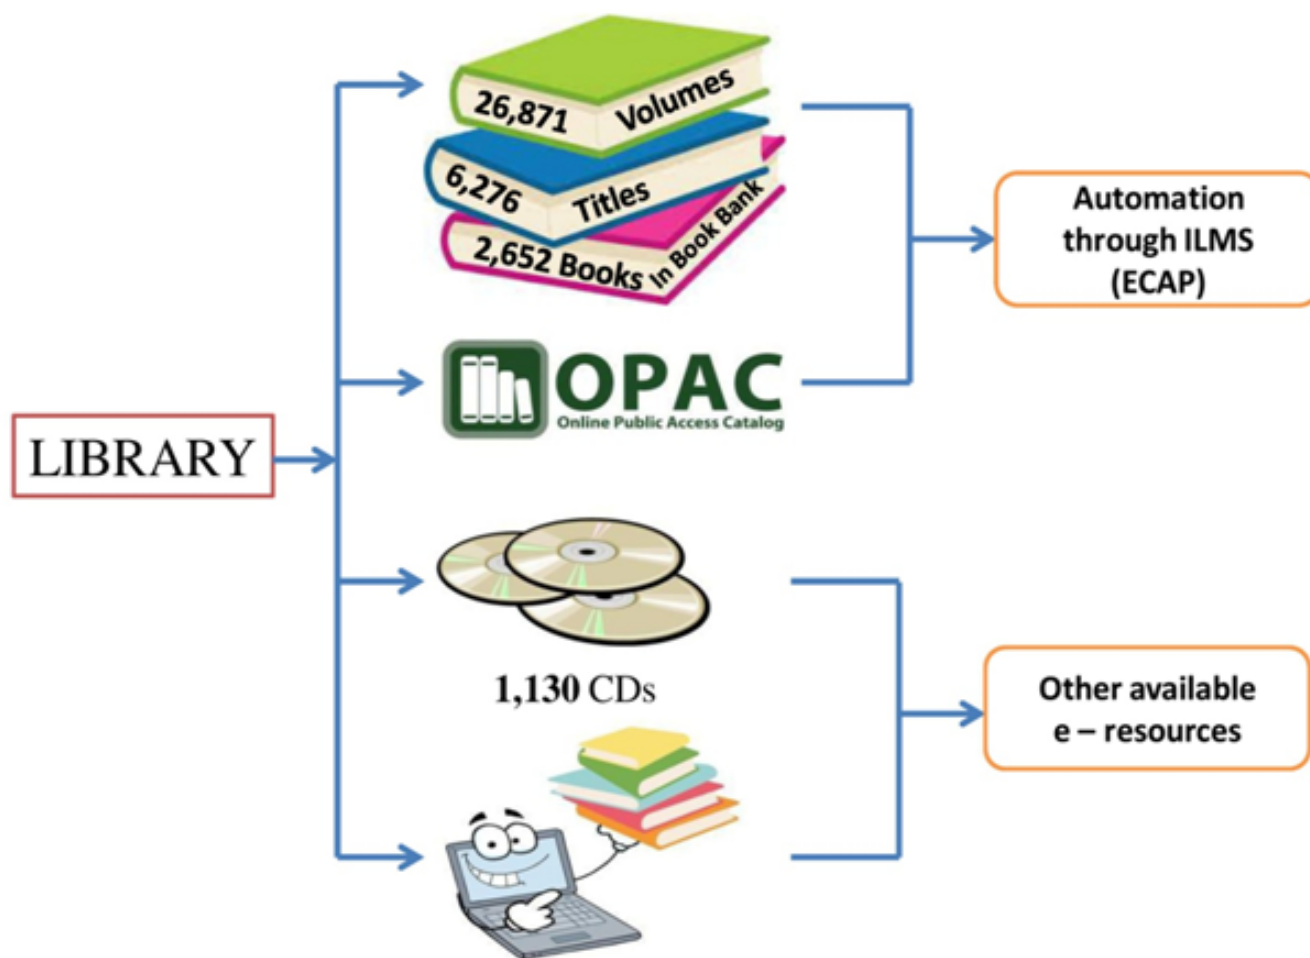 26,871 Volumes
6,276 Titles
2,652 Books In Book Bank
Automation
through ILMS
(ECAP)
OPAC
Online Public Access Catalog
LIBRARY
1,130 CDs
Other available
e – resources